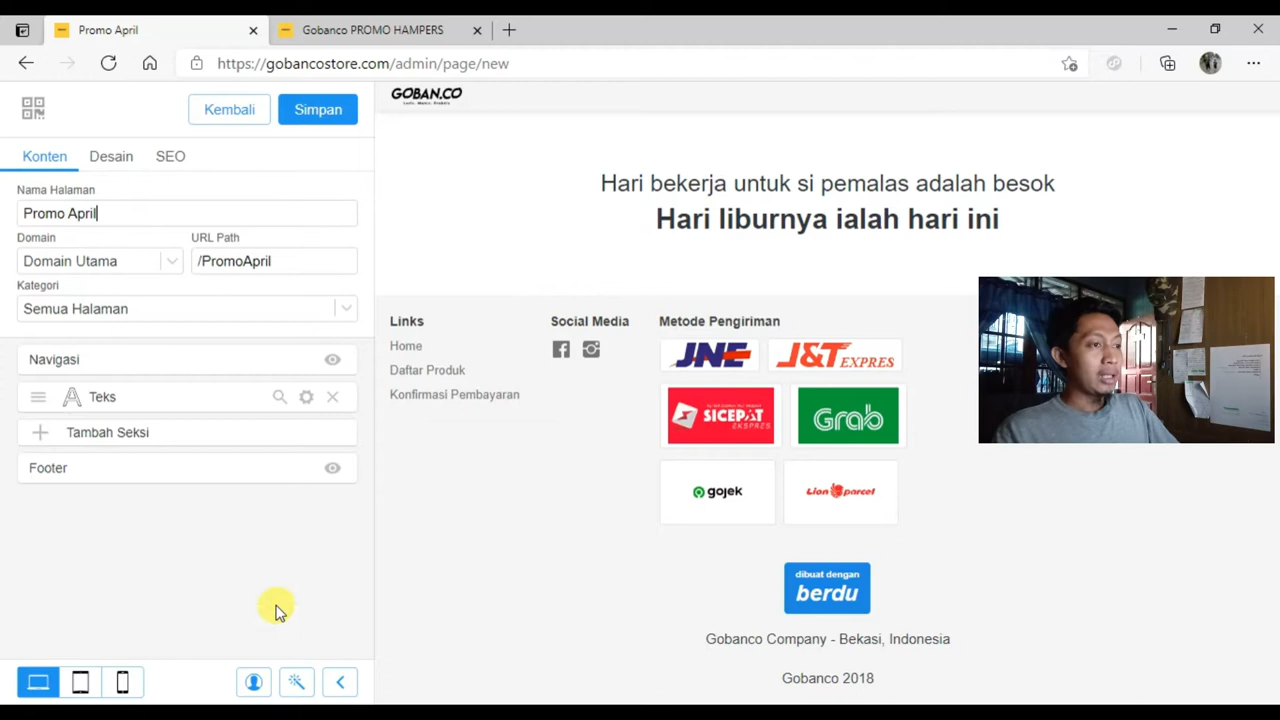 Promo April
Gobanco PROMO HAMPERS
https://gobancostore.com/admin/page/new
Kembali
Simpan
Konten
Desain
SEO
Nama Halaman
Promo April
Domain
URL Path
Domain Utama
/PromoApril
Kategori
Semua Halaman
Navigasi
Teks
Tambah Seksi
Footer
GOBAN.CO
Hari bekerja untuk si pemalas adalah besok
Hari liburnya ialah hari ini
Links
Home
Daftar Produk
Konfirmasi Pembayaran
Social Media
Metode Pengiriman
JNE
J&T EXPRES
SICEPAT
EKSPRES
Grab
gojek
Lion parcel
dibuat dengan
berdu
Gobanco Company - Bekasi, Indonesia
Gobanco 2018